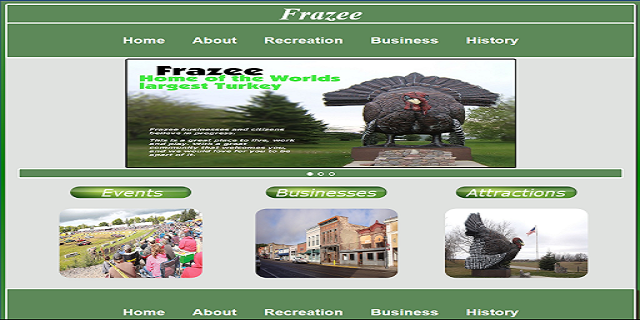 Frazee
Home About Recreation Business History
Frazee
Home of the Worlds
largest Turkey
Frazee businesses and citizens
believe in progress.
This is a great place to live, work
and play. With a great
community that welcomes you,
and we would love for you to be
apart of it.
Events Businesses Attractions
Home About Recreation Business History